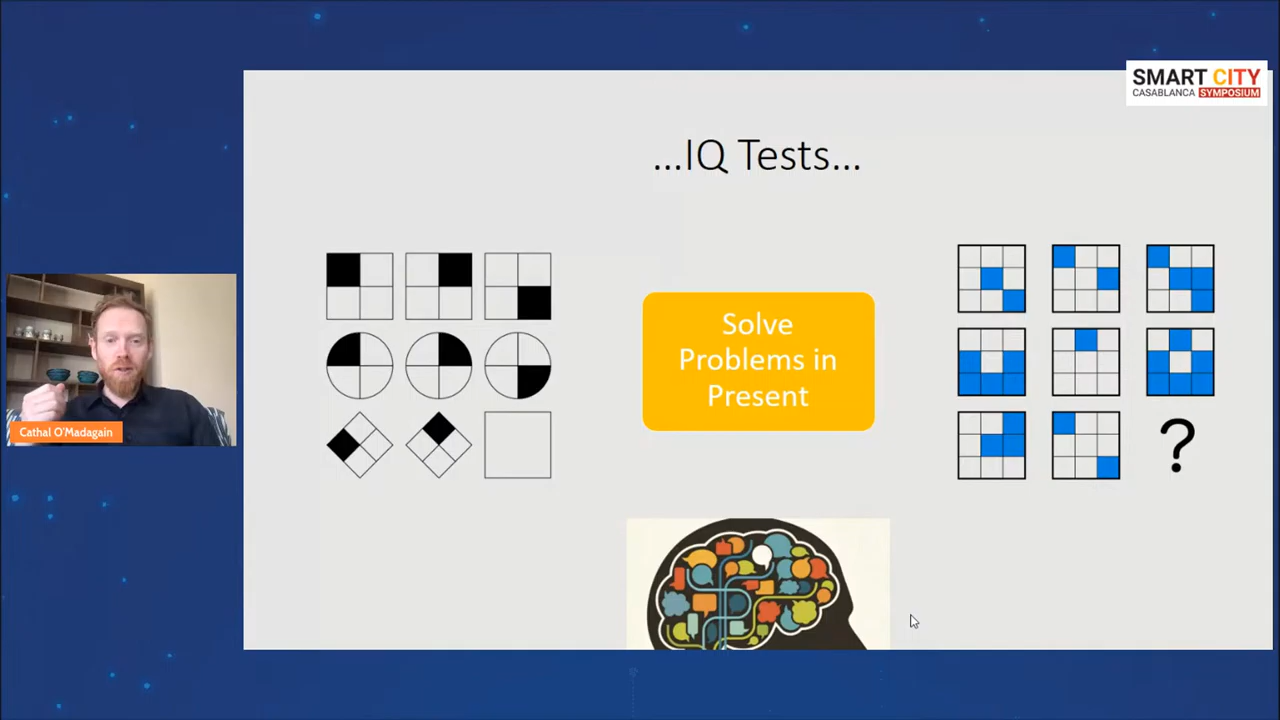 SMART CITY
CASABLANCA SYMPOSIUM
...IQ Tests...
Solve
Problems in
Present
?
Cathal O'Madagain